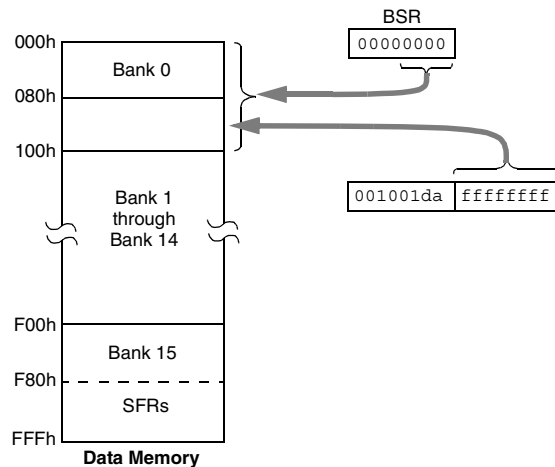 BSR
00000000
000h
Bank 0
080h
100h
Bank 1
through
Bank 14
001001da ffffffff
F00h
Bank 15
F80h
SFRs
FFFh
Data Memory